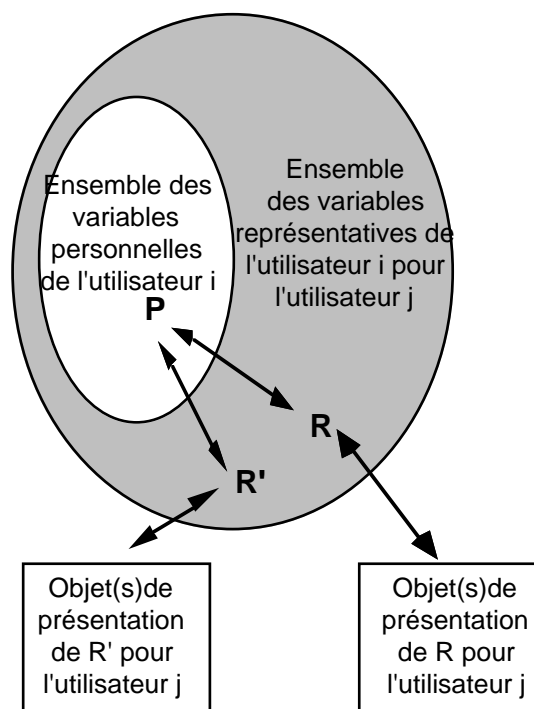 Ensemble des
variables
personnelles
de l'utilisateur i
P
Ensemble
des variables
représentatives de
l'utilisateur i pour
l'utilisateur j
R
R'
Objet(s)de
présentation
de R' pour
l'utilisateur j
Objet(s)de
présentation
de R pour
l'utilisateur j